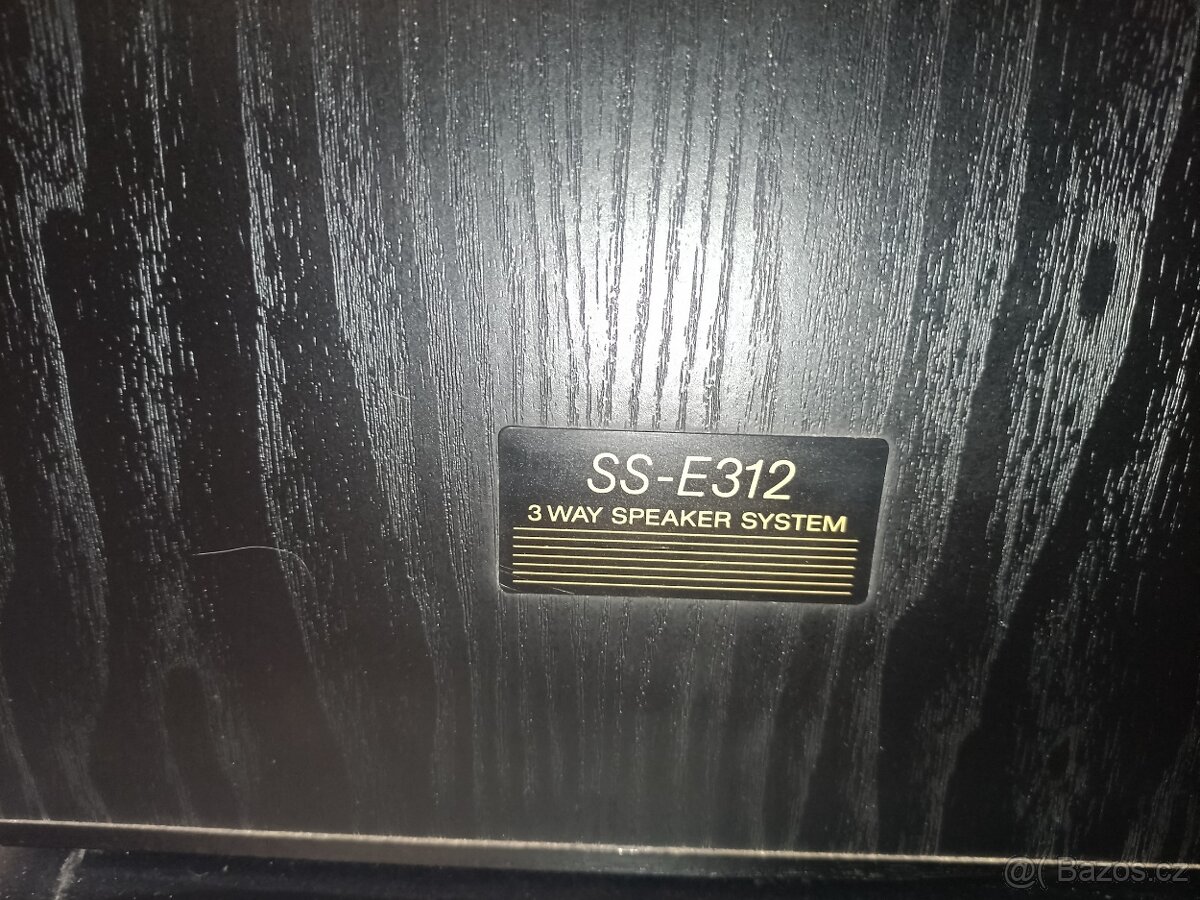 SS-E312
3 WAY SPEAKER SYSTEM
@( Bazos.cz